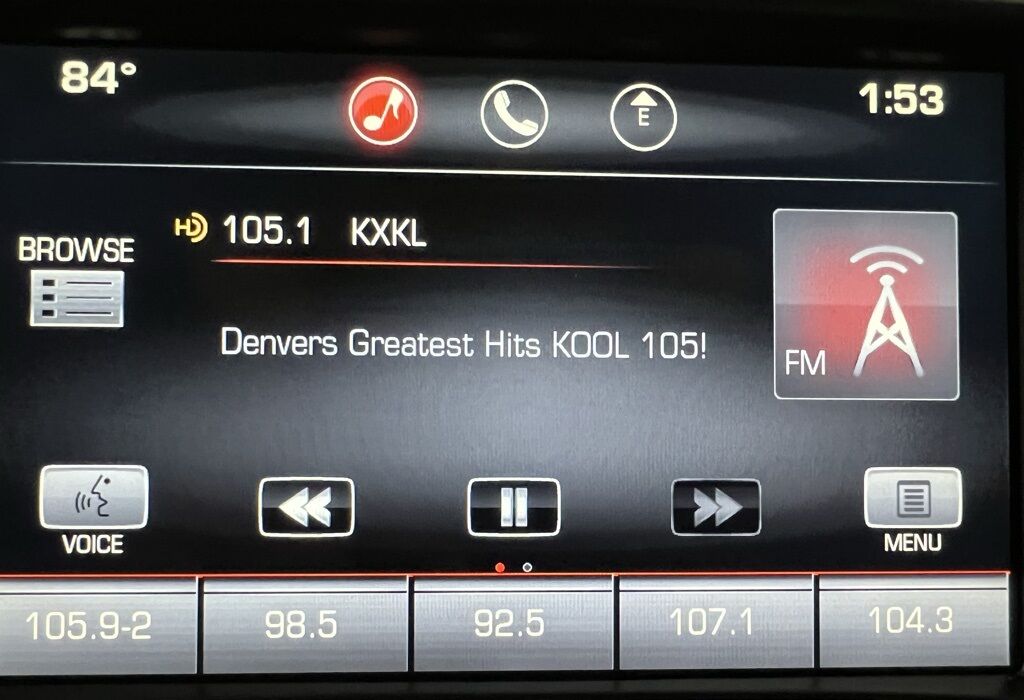 84°
E
1:53
HD 105.1 KXKL
BROWSE
Denvers Greatest Hits KOOL 105!
FM
VOICE
MENU
105.9-2 98.5 92.5 107.1 104.3